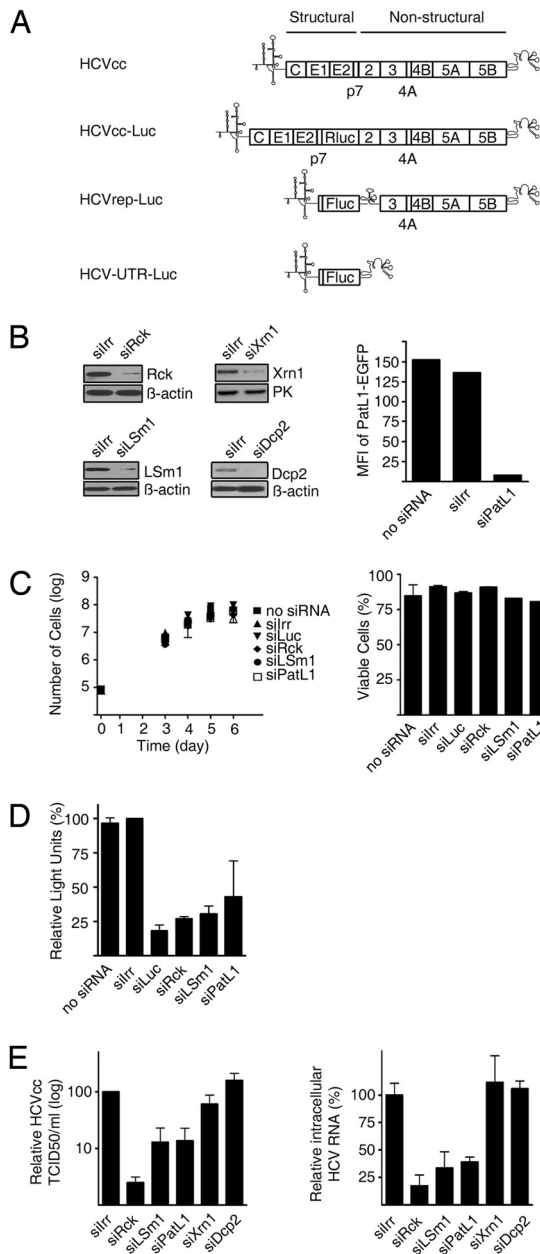 A
Structural Non-structural
HCVcc
C E1 E2 2 3 4B 5A 5B
p7 4A
HCVcc-Luc
C E1 E2 Rluc 2 3 4B 5A 5B
p7 4A
HCVrep-Luc
Fluc 3 4B 5A 5B
4A
HCV-UTR-Luc
Fluc
B
siIrr siRck
Rck
ß-actin
siIrr siXrn1
Xrn1
PK
siIrr siLSm1
LSm1
ß-actin
siIrr siDcp2
Dcp2
ß-actin
MFI of PatL1-EGFP
150
125
100
75
50
25
no siRNA siIrr siPatL1
C
Number of Cells (log)
9
8
7
6
5
0 1 2 3 4 5 6
Time (day)
no siRNA
siIrr
siLuc
siRck
siLSm1
siPatL1
Viable Cells (%)
100
75
50
25
no siRNA siIrr siLuc siRck siLSm1 siPatL1
D
Relative Light Units (%)
100
75
50
25
no siRNA siIrr siLuc siRck siLSm1 siPatL1
E
Relative HCVcc
TCID50/ml (log)
100
10
siIrr siRck siLSm1 siPatL1 siXrn1 siDcp2
Relative intracellular
HCV RNA (%)
100
75
50
25
siIrr siRck siLSm1 siPatL1 siXrn1 siDcp2